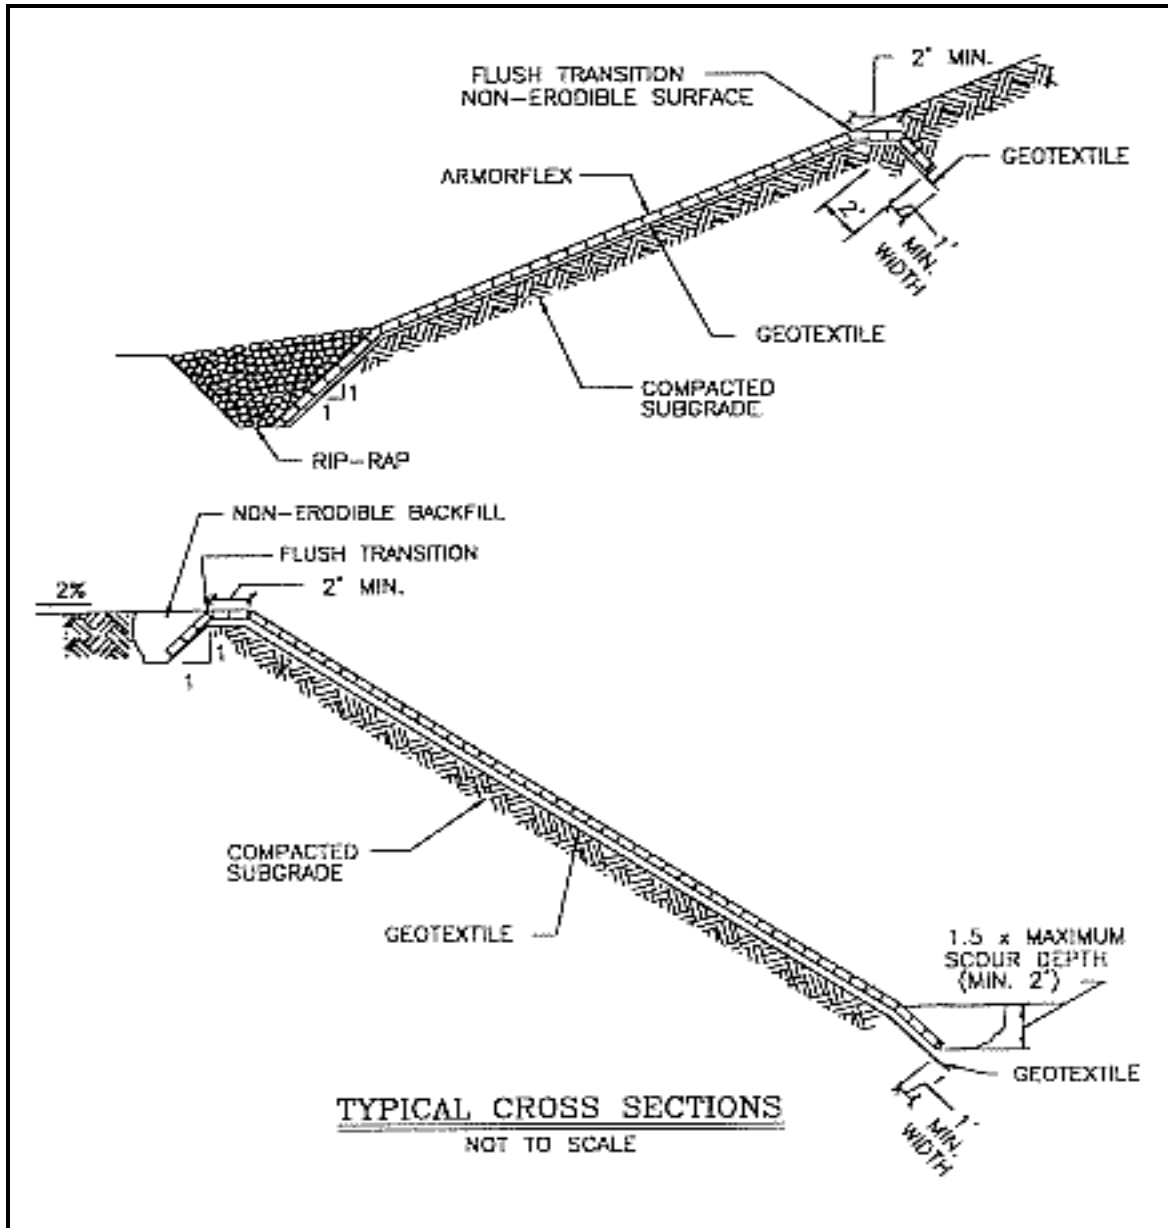 2' MIN.
FLUSH TRANSITION
NON-ERODIBLE SURFACE
GEOTEXTILE
ARMORFLEX
2'
1'
MIN.
WIDTH
GEOTEXTILE
COMPACTED
SUBGRADE
1
1
RIP-RAP
NON-ERODIBLE BACKFILL
FLUSH TRANSITION
2' MIN.
2%
1
1
COMPACTED
SUBGRADE
GEOTEXTILE
1.5 x MAXIMUM
SCOUR DEPTH
(MIN. 2')
GEOTEXTILE
1'
MIN.
WIDTH
TYPICAL CROSS SECTIONS
NOT TO SCALE